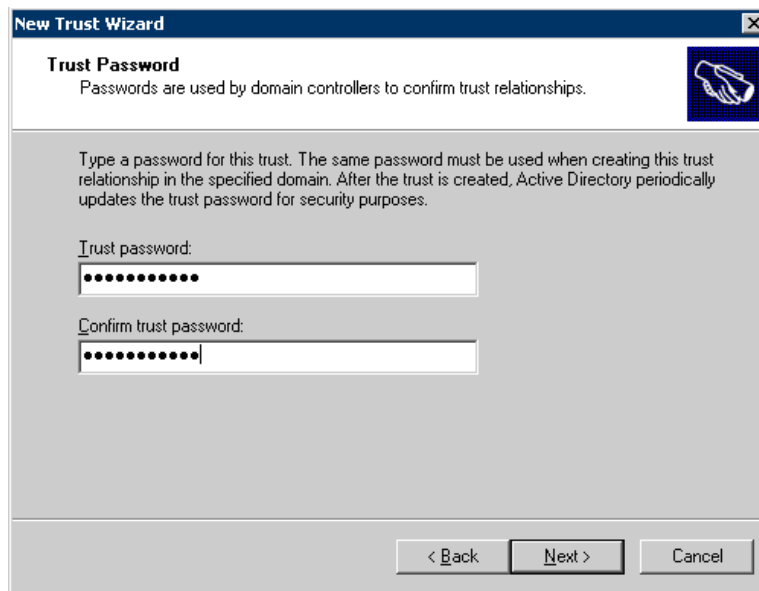 New Trust Wizard
Trust Password
Passwords are used by domain controllers to confirm trust relationships.
Type a password for this trust. The same password must be used when creating this trust
relationship in the specified domain. After the trust is created, Active Directory periodically
updates the trust password for security purposes.
Trust password:
●●●●●●●●●●●
Confirm trust password:
●●●●●●●●●●●
< Back Next > Cancel